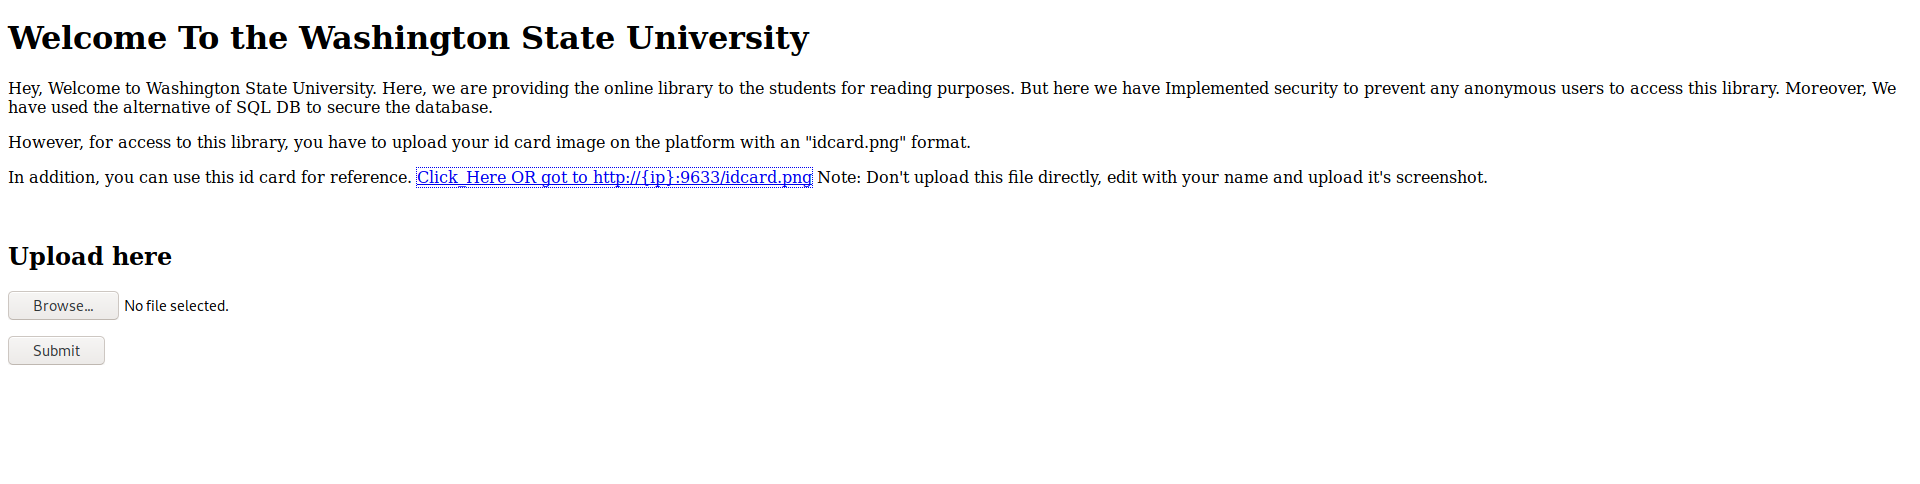 Welcome To the Washington State University
Hey, Welcome to Washington State University. Here, we are providing the online library to the students for reading purposes. But here we have Implemented security to prevent any anonymous users to access this library. Moreover, We
have used the alternative of SQL DB to secure the database.
However, for access to this library, you have to upload your id card image on the platform with an "idcard.png" format.
In addition, you can use this id card for reference. Click_Here OR got to http://{ip}:9633/idcard.png Note: Don't upload this file directly, edit with your name and upload it's screenshot.
Upload here
Browse... No file selected.
Submit